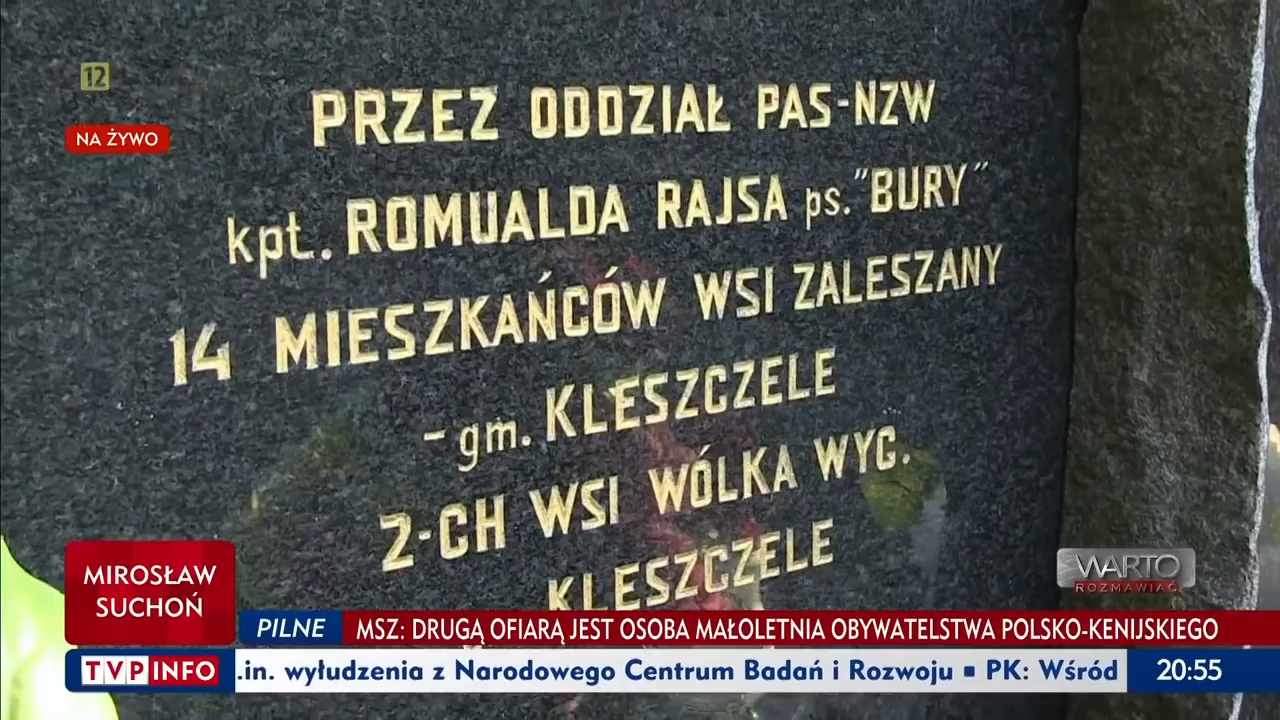 12
NA ŻYWO
PRZEZ ODDZIAŁ PAS-NZW
kpt. ROMUALDA RAJSA ps. "BURY"
14 MIESZKAŃCÓW WSI ZALESZANY
- gm. KLESZCZELE
2-CH WSI WÓLKA WYG.
KLESZCZELE
WARTO
ROZMAWIAĆ
MIROSŁAW
SUCHOŃ
PILNE
MSZ: DRUGĄ OFIARĄ JEST OSOBA MAŁOLETNIA OBYWATELSTWA POLSKO-KENIJSKIEGO
TVP INFO
.in. wyłudzenia z Narodowego Centrum Badań i Rozwoju ▪ PK: Wśród
20:55